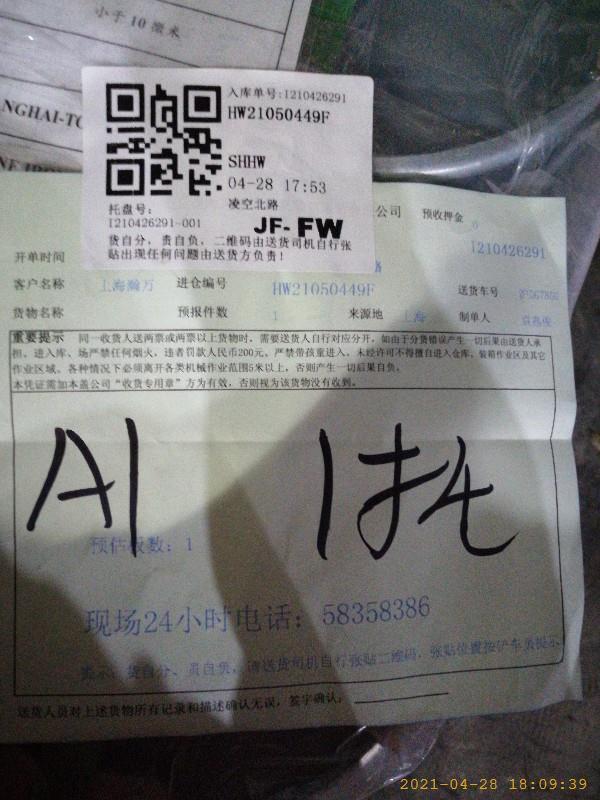 小于 10 微米
NGHAI-TO
入库单号:I210426291
HW21050449F
SHHW
04-28 17:53
凌空北路
托盘号:
I210426291-001
JF-FW
货自分，责自负，二维码由送货司机自行张
贴出现任何问题由送货方负责！
公司 预收押金 0
开单时间 路 I210426291
客户名称 上海瀚万 进仓编号 HW21050449F 送货车号
货物名称 预报件数 1 来源地 上海 制单人
重要提示 同一收货人送两票或两票以上货物时，需要送货人自行对应分开，如由于分货错误产生一切后果由送货人承
担，进入库、场严禁任何烟火，违者罚款人民币200元。严禁带孩童进入，未经许可不得擅自进入仓库、装箱作业区及其它
作业区域。各种情况下必须离开各类机械作业范围5米以上，否则产生一切后果自负。
本凭证需加本盖公司“收货专用章”方为有效，否则视为该货物没有收到。
A1 1托
预估板数：1
现场24小时电话：58358386
提示：货自分、责自负，请送货司机自行张贴二维码，张贴位置按铲车员提示
送货人员对上述货物所有记录和描述确认无误，签字确认：
2021-04-28 18:09:39